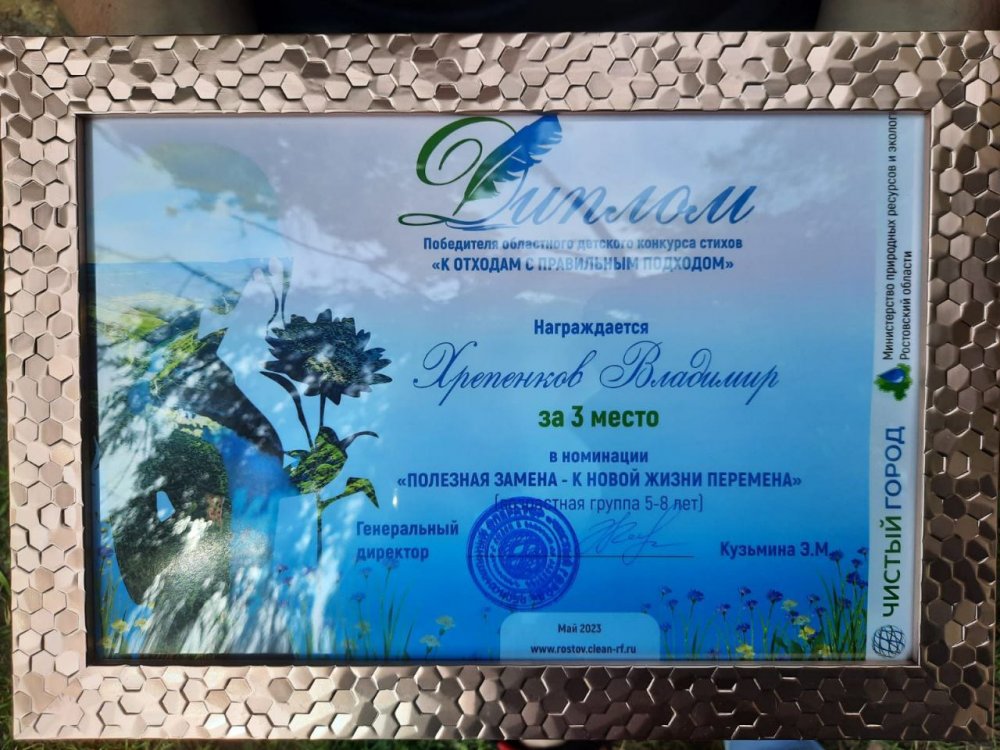 Диплом
Победителя областного детского конкурса стихов
«К ОТХОДАМ С ПРАВИЛЬНЫМ ПОДХОДОМ»
Награждается
Хрепенков Владимир
за 3 место
в номинации
«ПОЛЕЗНАЯ ЗАМЕНА - К НОВОЙ ЖИЗНИ ПЕРЕМЕНА»
(возрастная группа 5-8 лет)
Генеральный
директор
Кузьмина Э.М.
Май 2023
www.rostov.clean-rf.ru
Министерство природных ресурсов и
Ростовской области
ЧИСТЫЙ ГОРОД